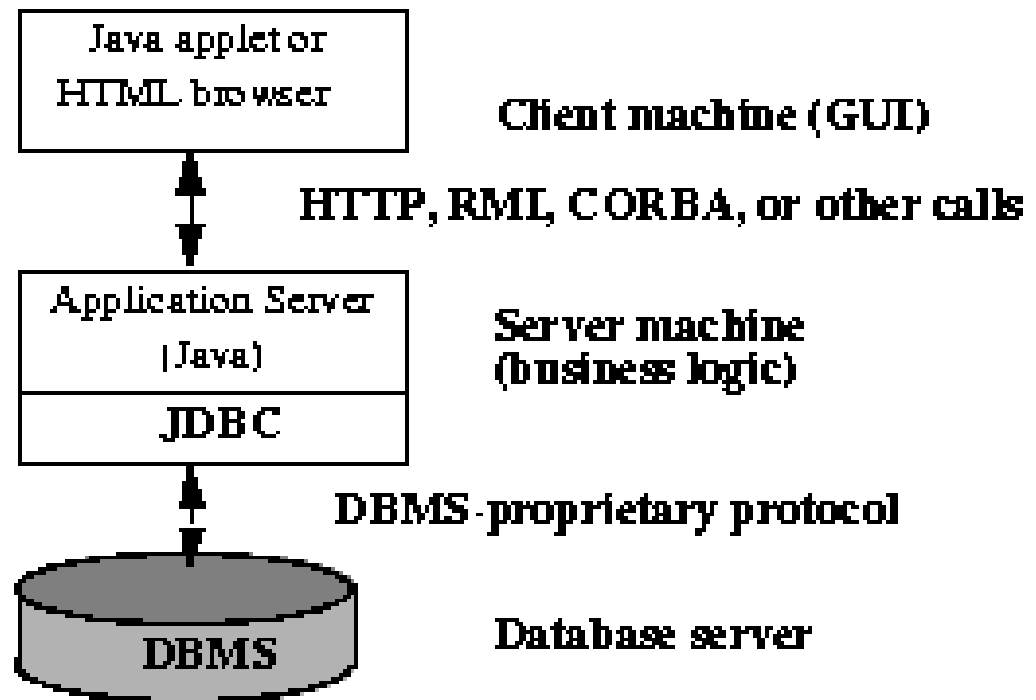 Java applet or
HTML browser
Client machine (GUI)
HTTP, RMI, CORBA, or other calls
Application Server
(Java)
Server machine
(business logic)
JDBC
DBMS-proprietary protocol
DBMS
Database server